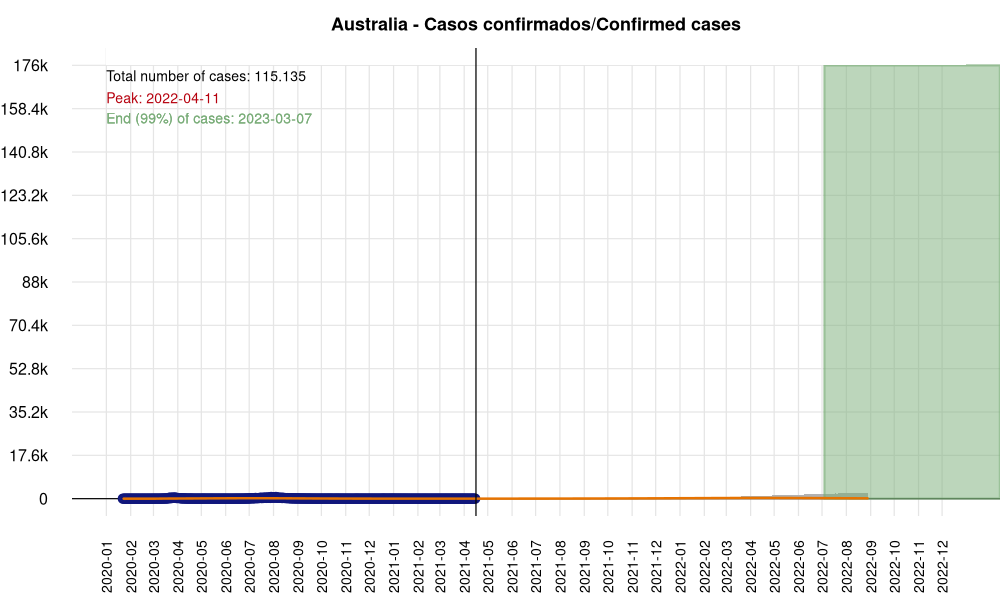 Australia - Casos confirmados/Confirmed cases
Total number of cases: 115.135
Peak: 2022-04-11
End (99%) of cases: 2023-03-07
176k
158.4k
140.8k
123.2k
105.6k
88k
70.4k
52.8k
35.2k
17.6k
0
2020-01
2020-02
2020-03
2020-04
2020-05
2020-06
2020-07
2020-08
2020-09
2020-10
2020-11
2020-12
2021-01
2021-02
2021-03
2021-04
2021-05
2021-06
2021-07
2021-08
2021-09
2021-10
2021-11
2021-12
2022-01
2022-02
2022-03
2022-04
2022-05
2022-06
2022-07
2022-08
2022-09
2022-10
2022-11
2022-12